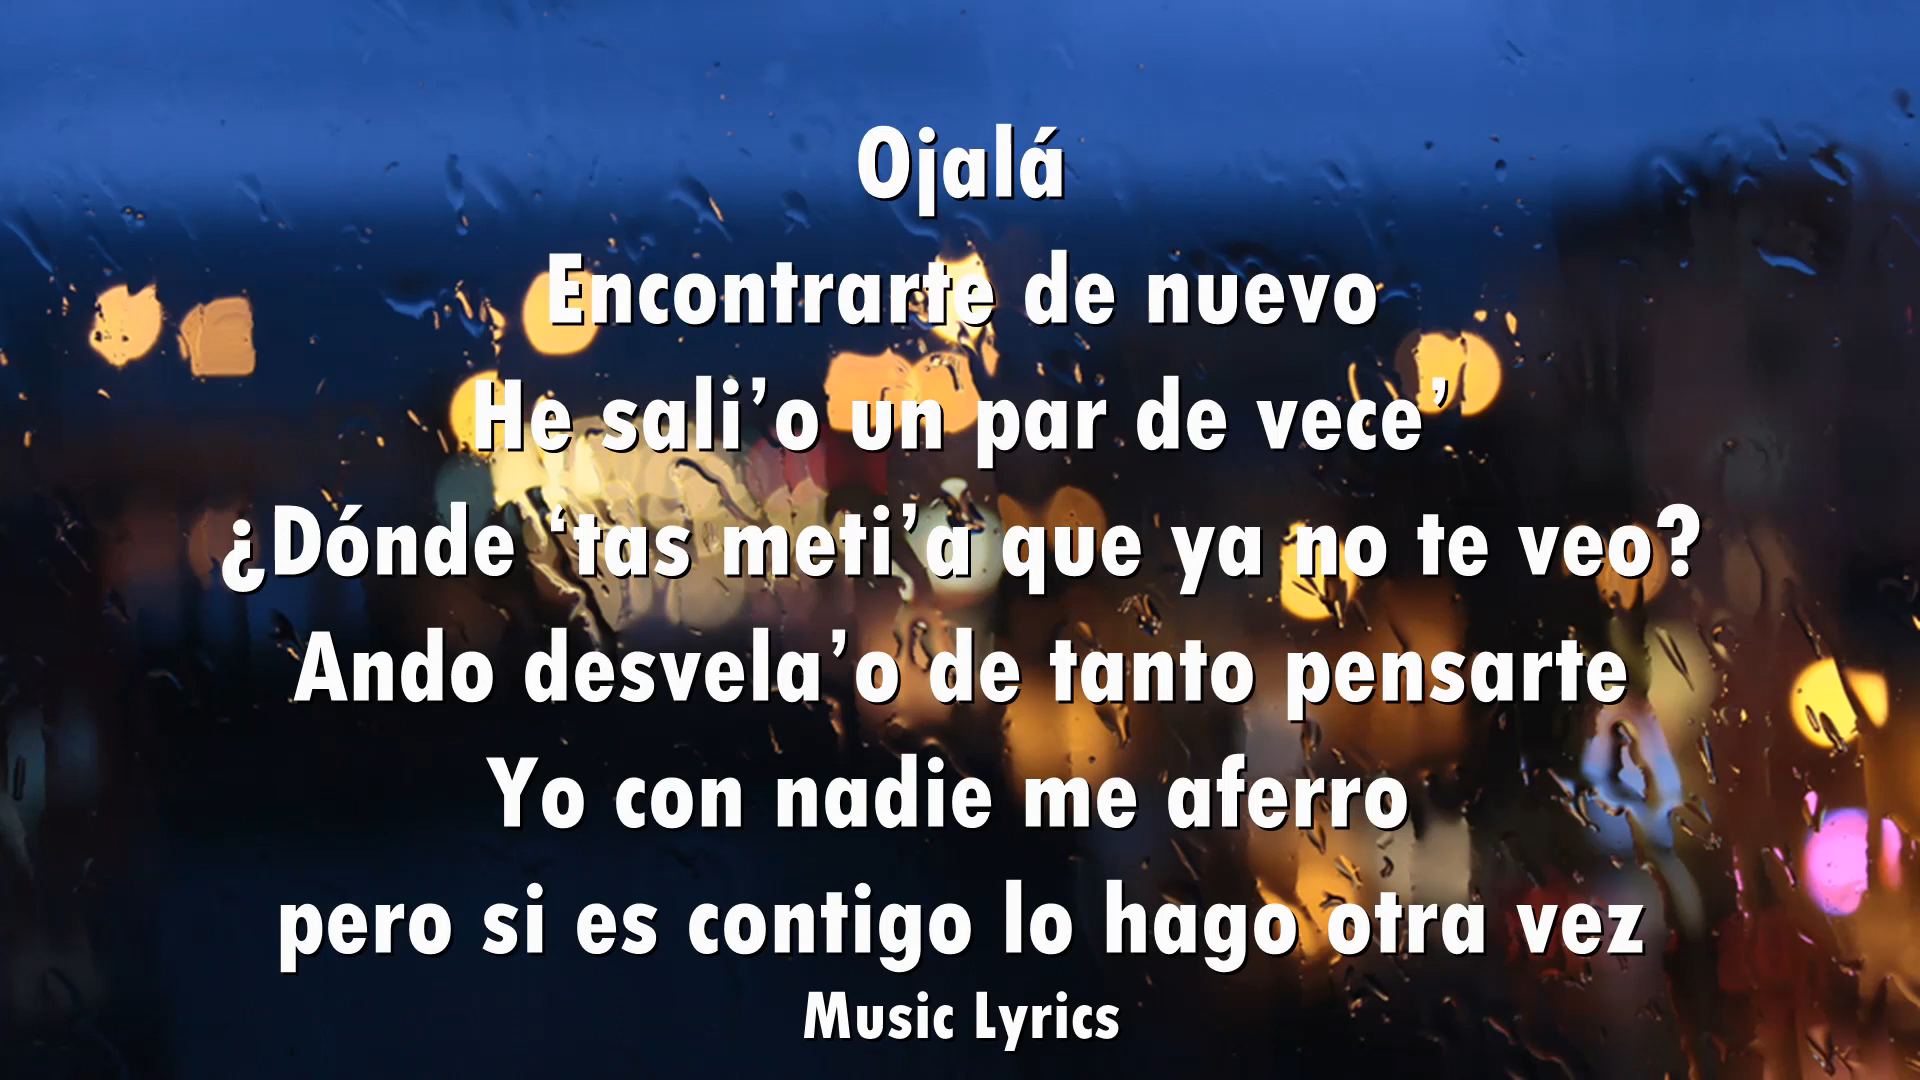 Ojalá
Encontrarte de nuevo
He sali’o un par de vece’
¿Dónde ‘tas meti’a que ya no te veo?
Ando desvela’o de tanto pensarte
Yo con nadie me aferro
pero si es contigo lo hago otra vez
Music Lyrics